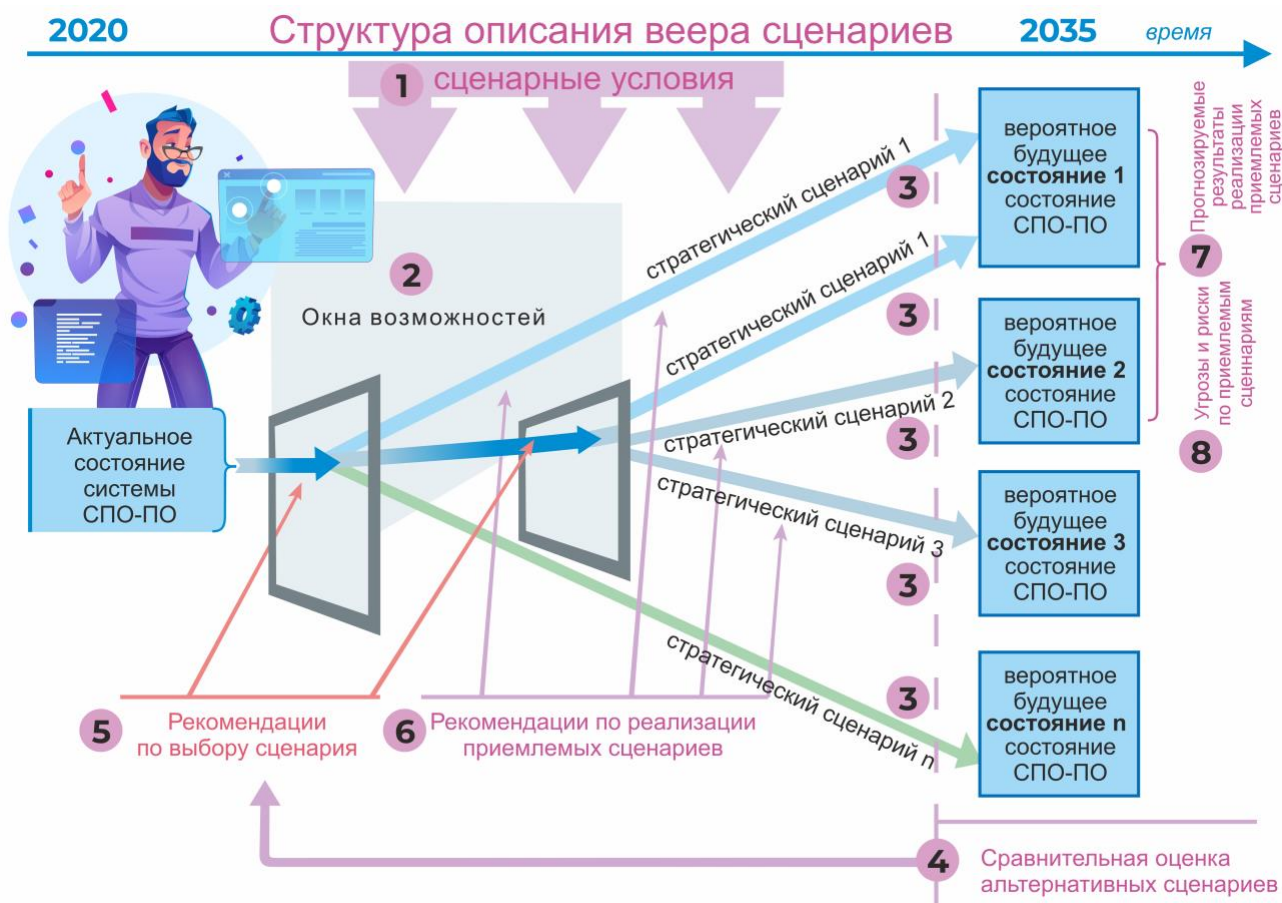 2020
Структура описания веера сценариев
2035
время
1
сценарные условия
2
Окна возможностей
Актуальное
состояние
системы
СПО-ПО
стратегический сценарий 1
3
стратегический сценарий 1
3
стратегический сценарий 2
3
стратегический сценарий 3
3
стратегический сценарий n
3
вероятное
будущее
состояние 1
состояние
СПО-ПО
вероятное
будущее
состояние 2
состояние
СПО-ПО
вероятное
будущее
состояние 3
состояние
СПО-ПО
вероятное
будущее
состояние n
состояние
СПО-ПО
Прогнозируемые
результаты
реализации
приемлемых
сценариев
7
Угрозы и риски
по приемлемым
сценнариям
8
5
Рекомендации
по выбору сценария
6
Рекомендации по реализации
приемлемых сценариев
4
Сравнительная оценка
альтернативных сценариев